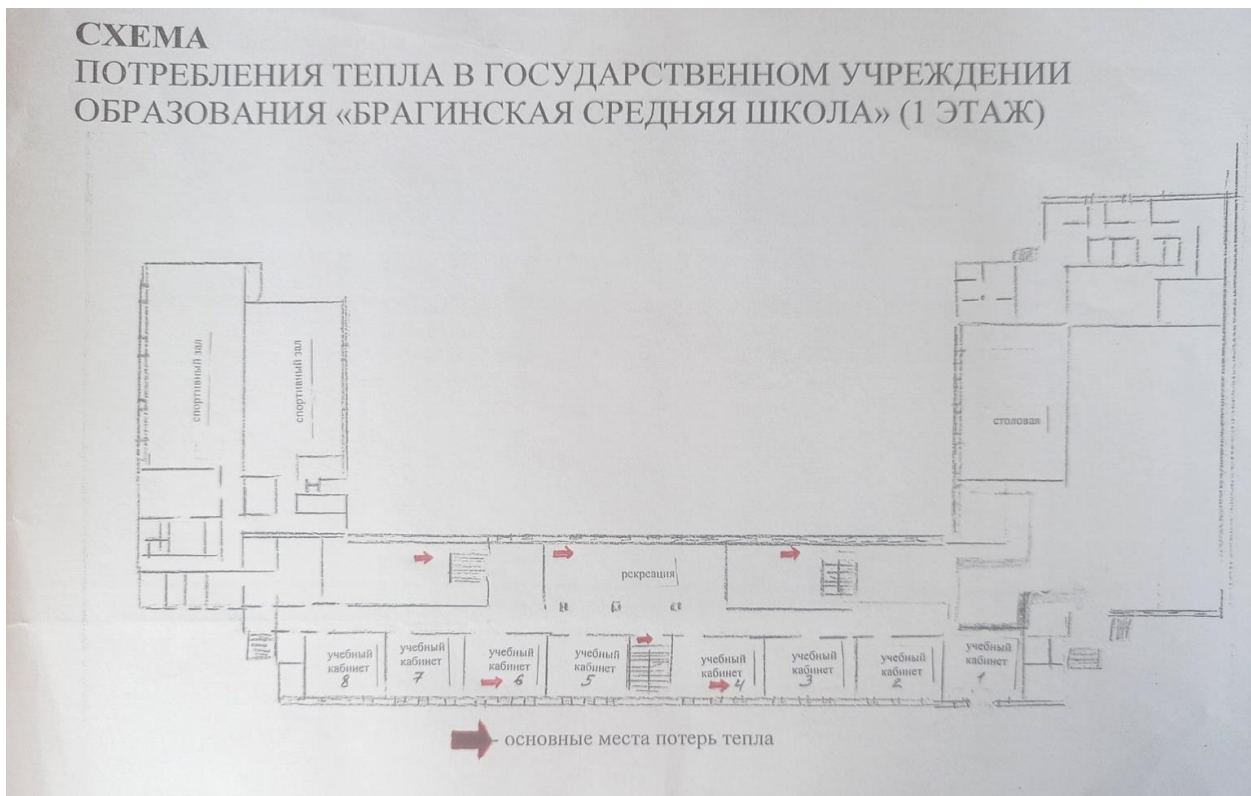 СХЕМА
ПОТРЕБЛЕНИЯ ТЕПЛА В ГОСУДАРСТВЕННОМ УЧРЕЖДЕНИИ
ОБРАЗОВАНИЯ «БРАГИНСКАЯ СРЕДНЯЯ ШКОЛА» (1 ЭТАЖ)
спортивный зал
спортивный зал
столовая
рекреация
учебный
кабинет
8
учебный
кабинет
7
учебный
кабинет
6
учебный
кабинет
5
учебный
кабинет
4
учебный
кабинет
3
учебный
кабинет
2
учебный
кабинет
1
- основные места потерь тепла